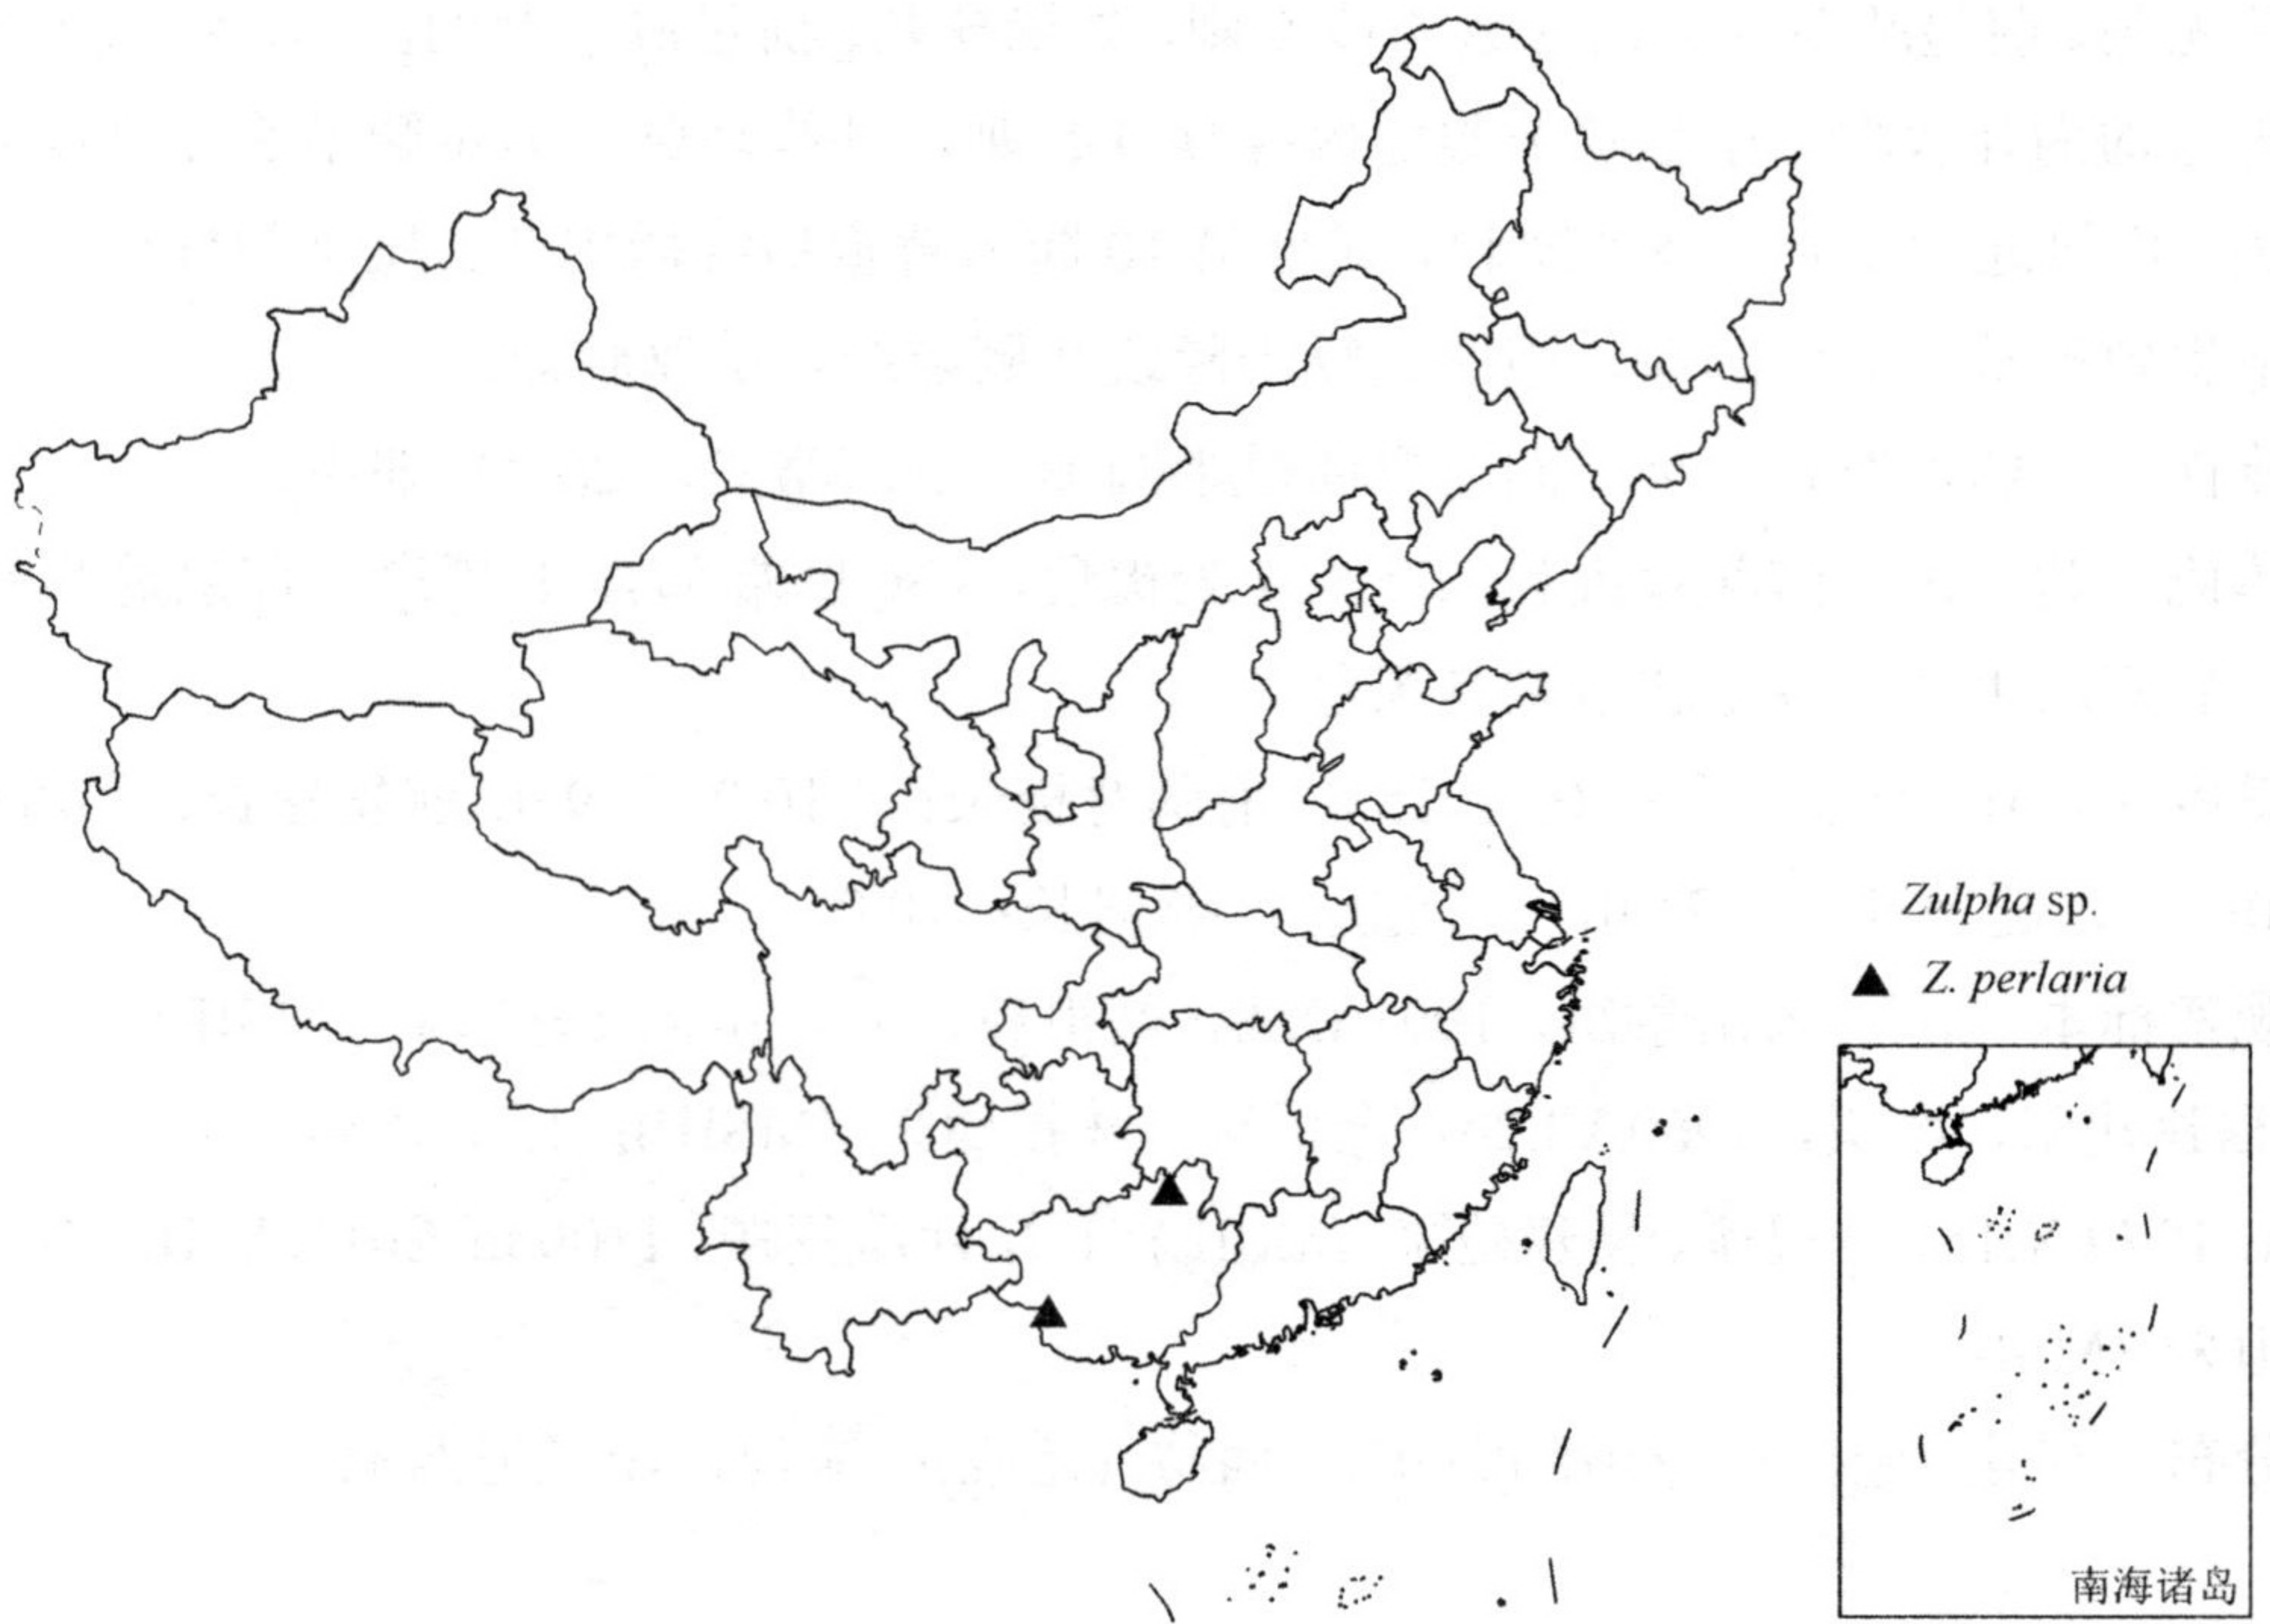 Zulpha sp.
▲ Z. perlaria
南海诸岛